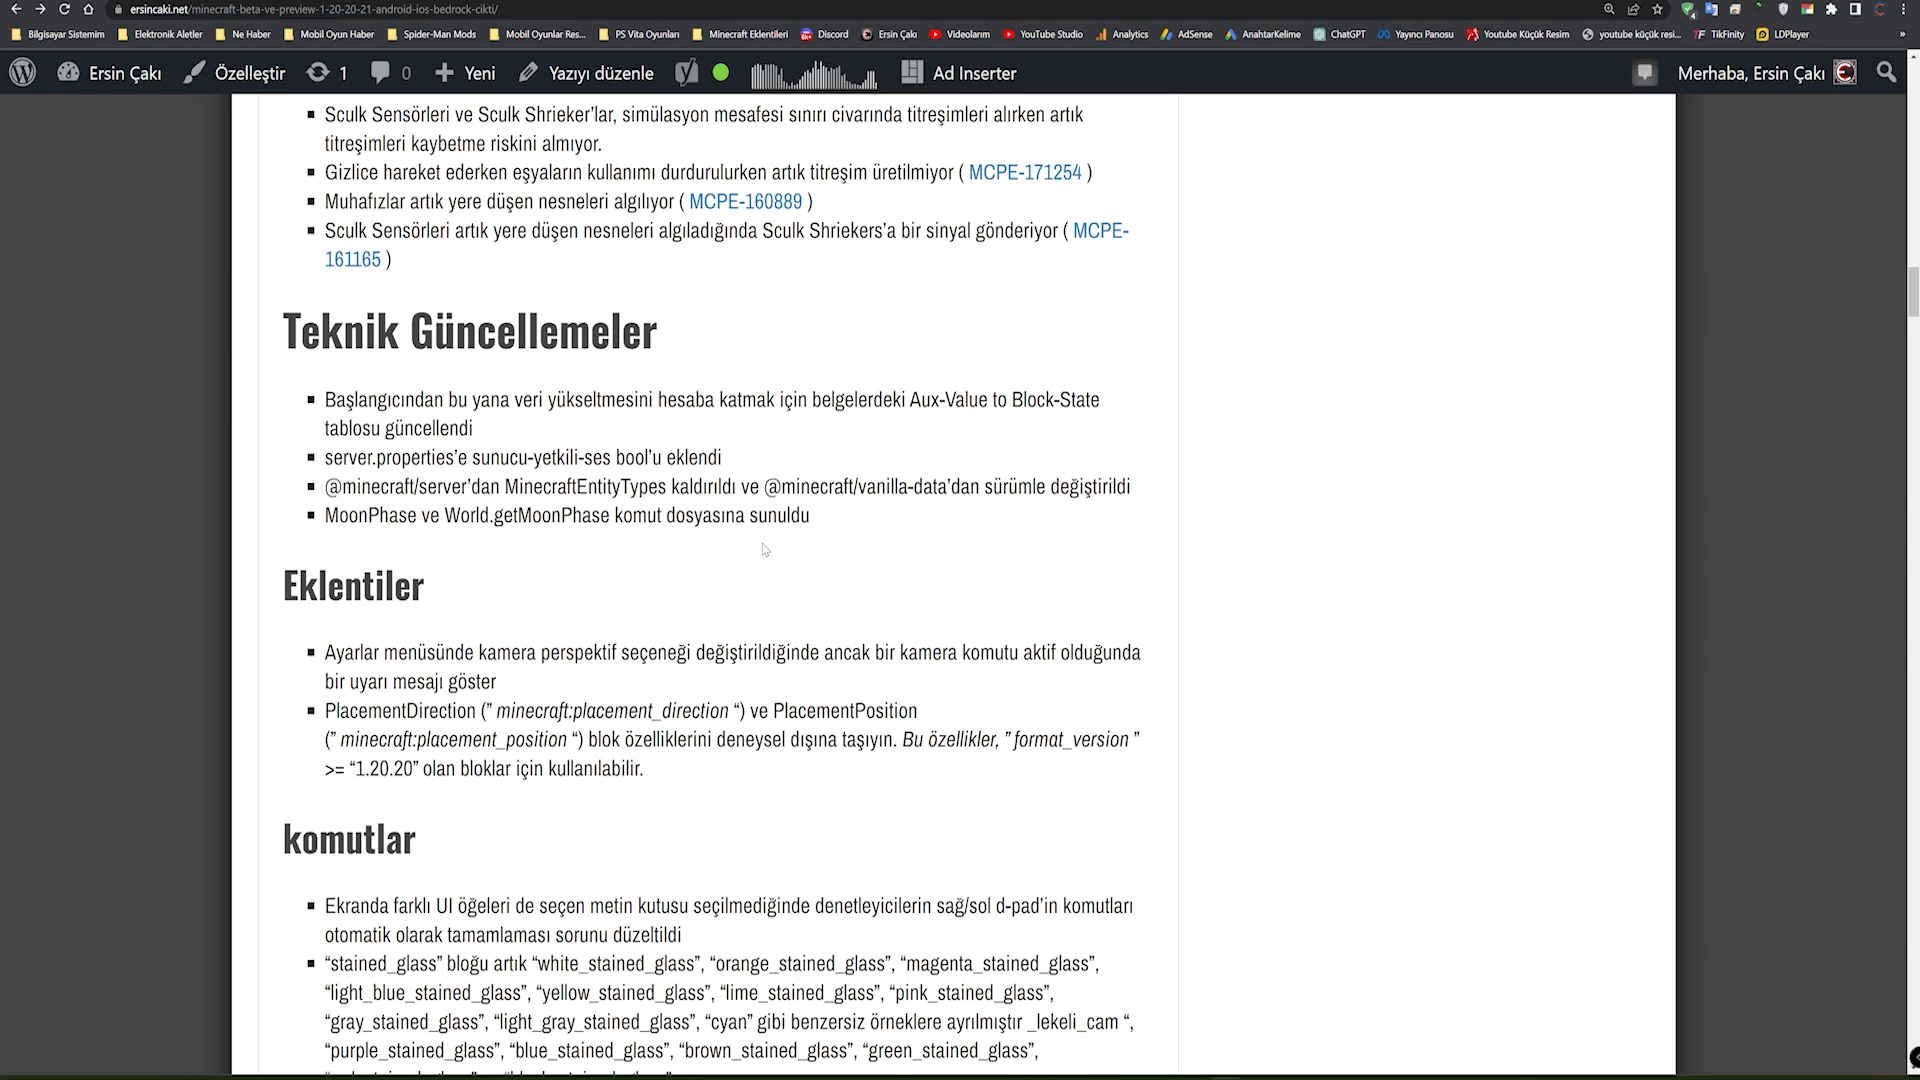 ersincaki.net/minecraft-beta-ve-preview-1-20-20-21-android-ios-bedrock-cikti/
Bilgisayar Sistemim Elektronik Aletler Ne Haber Mobil Oyun Haber Spider-Man Mods Mobil Oyunlar Res... PS Vita Oyunları Minecraft Eklentileri Discord Ersin Çakı Videolarım YouTube Studio Analytics AdSense AnahtarKelime ChatGPT Yayıncı Panosu Youtube Küçük Resim youtube küçük resi... TikFinity LDPlayer »
Ersin Çakı Özelleştir 1 0 Yeni Yazıyı düzenle Ad Inserter Merhaba, Ersin Çakı
Sculk Sensörleri ve Sculk Shrieker’lar, simülasyon mesafesi sınırı civarında titreşimleri alırken artık
titreşimleri kaybetme riskini almıyor.
Gizlice hareket ederken eşyaların kullanımı durdurulurken artık titreşim üretilmiyor ( MCPE-171254 )
Muhafızlar artık yere düşen nesneleri algılıyor ( MCPE-160889 )
Sculk Sensörleri artık yere düşen nesneleri algıladığında Sculk Shriekers’a bir sinyal gönderiyor ( MCPE-
161165 )
Teknik Güncellemeler
Başlangıcından bu yana veri yükseltmesini hesaba katmak için belgelerdeki Aux-Value to Block-State
tablosu güncellendi
server.properties’e sunucu-yetkili-ses bool’u eklendi
@minecraft/server’dan MinecraftEntityTypes kaldırıldı ve @minecraft/vanilla-data’dan sürümle değiştirildi
MoonPhase ve World.getMoonPhase komut dosyasına sunuldu
Eklentiler
Ayarlar menüsünde kamera perspektif seçeneği değiştirildiğinde ancak bir kamera komutu aktif olduğunda
bir uyarı mesajı göster
PlacementDirection (” minecraft:placement_direction “) ve PlacementPosition
(” minecraft:placement_position “) blok özelliklerini deneysel dışına taşıyın. Bu özellikler, ” format_version ”
>= “1.20.20” olan bloklar için kullanılabilir.
komutlar
Ekranda farklı UI öğeleri de seçen metin kutusu seçilmediğinde denetleyicilerin sağ/sol d-pad’in komutları
otomatik olarak tamamlaması sorunu düzeltildi
“stained_glass” bloğu artık “white_stained_glass”, “orange_stained_glass”, “magenta_stained_glass”,
“light_blue_stained_glass”, “yellow_stained_glass”, “lime_stained_glass”, “pink_stained_glass”,
“gray_stained_glass”, “light_gray_stained_glass”, “cyan” gibi benzersiz örneklere ayrılmıştır _lekeli_cam “,
“purple_stained_glass”, “blue_stained_glass”, “brown_stained_glass”, “green_stained_glass”,